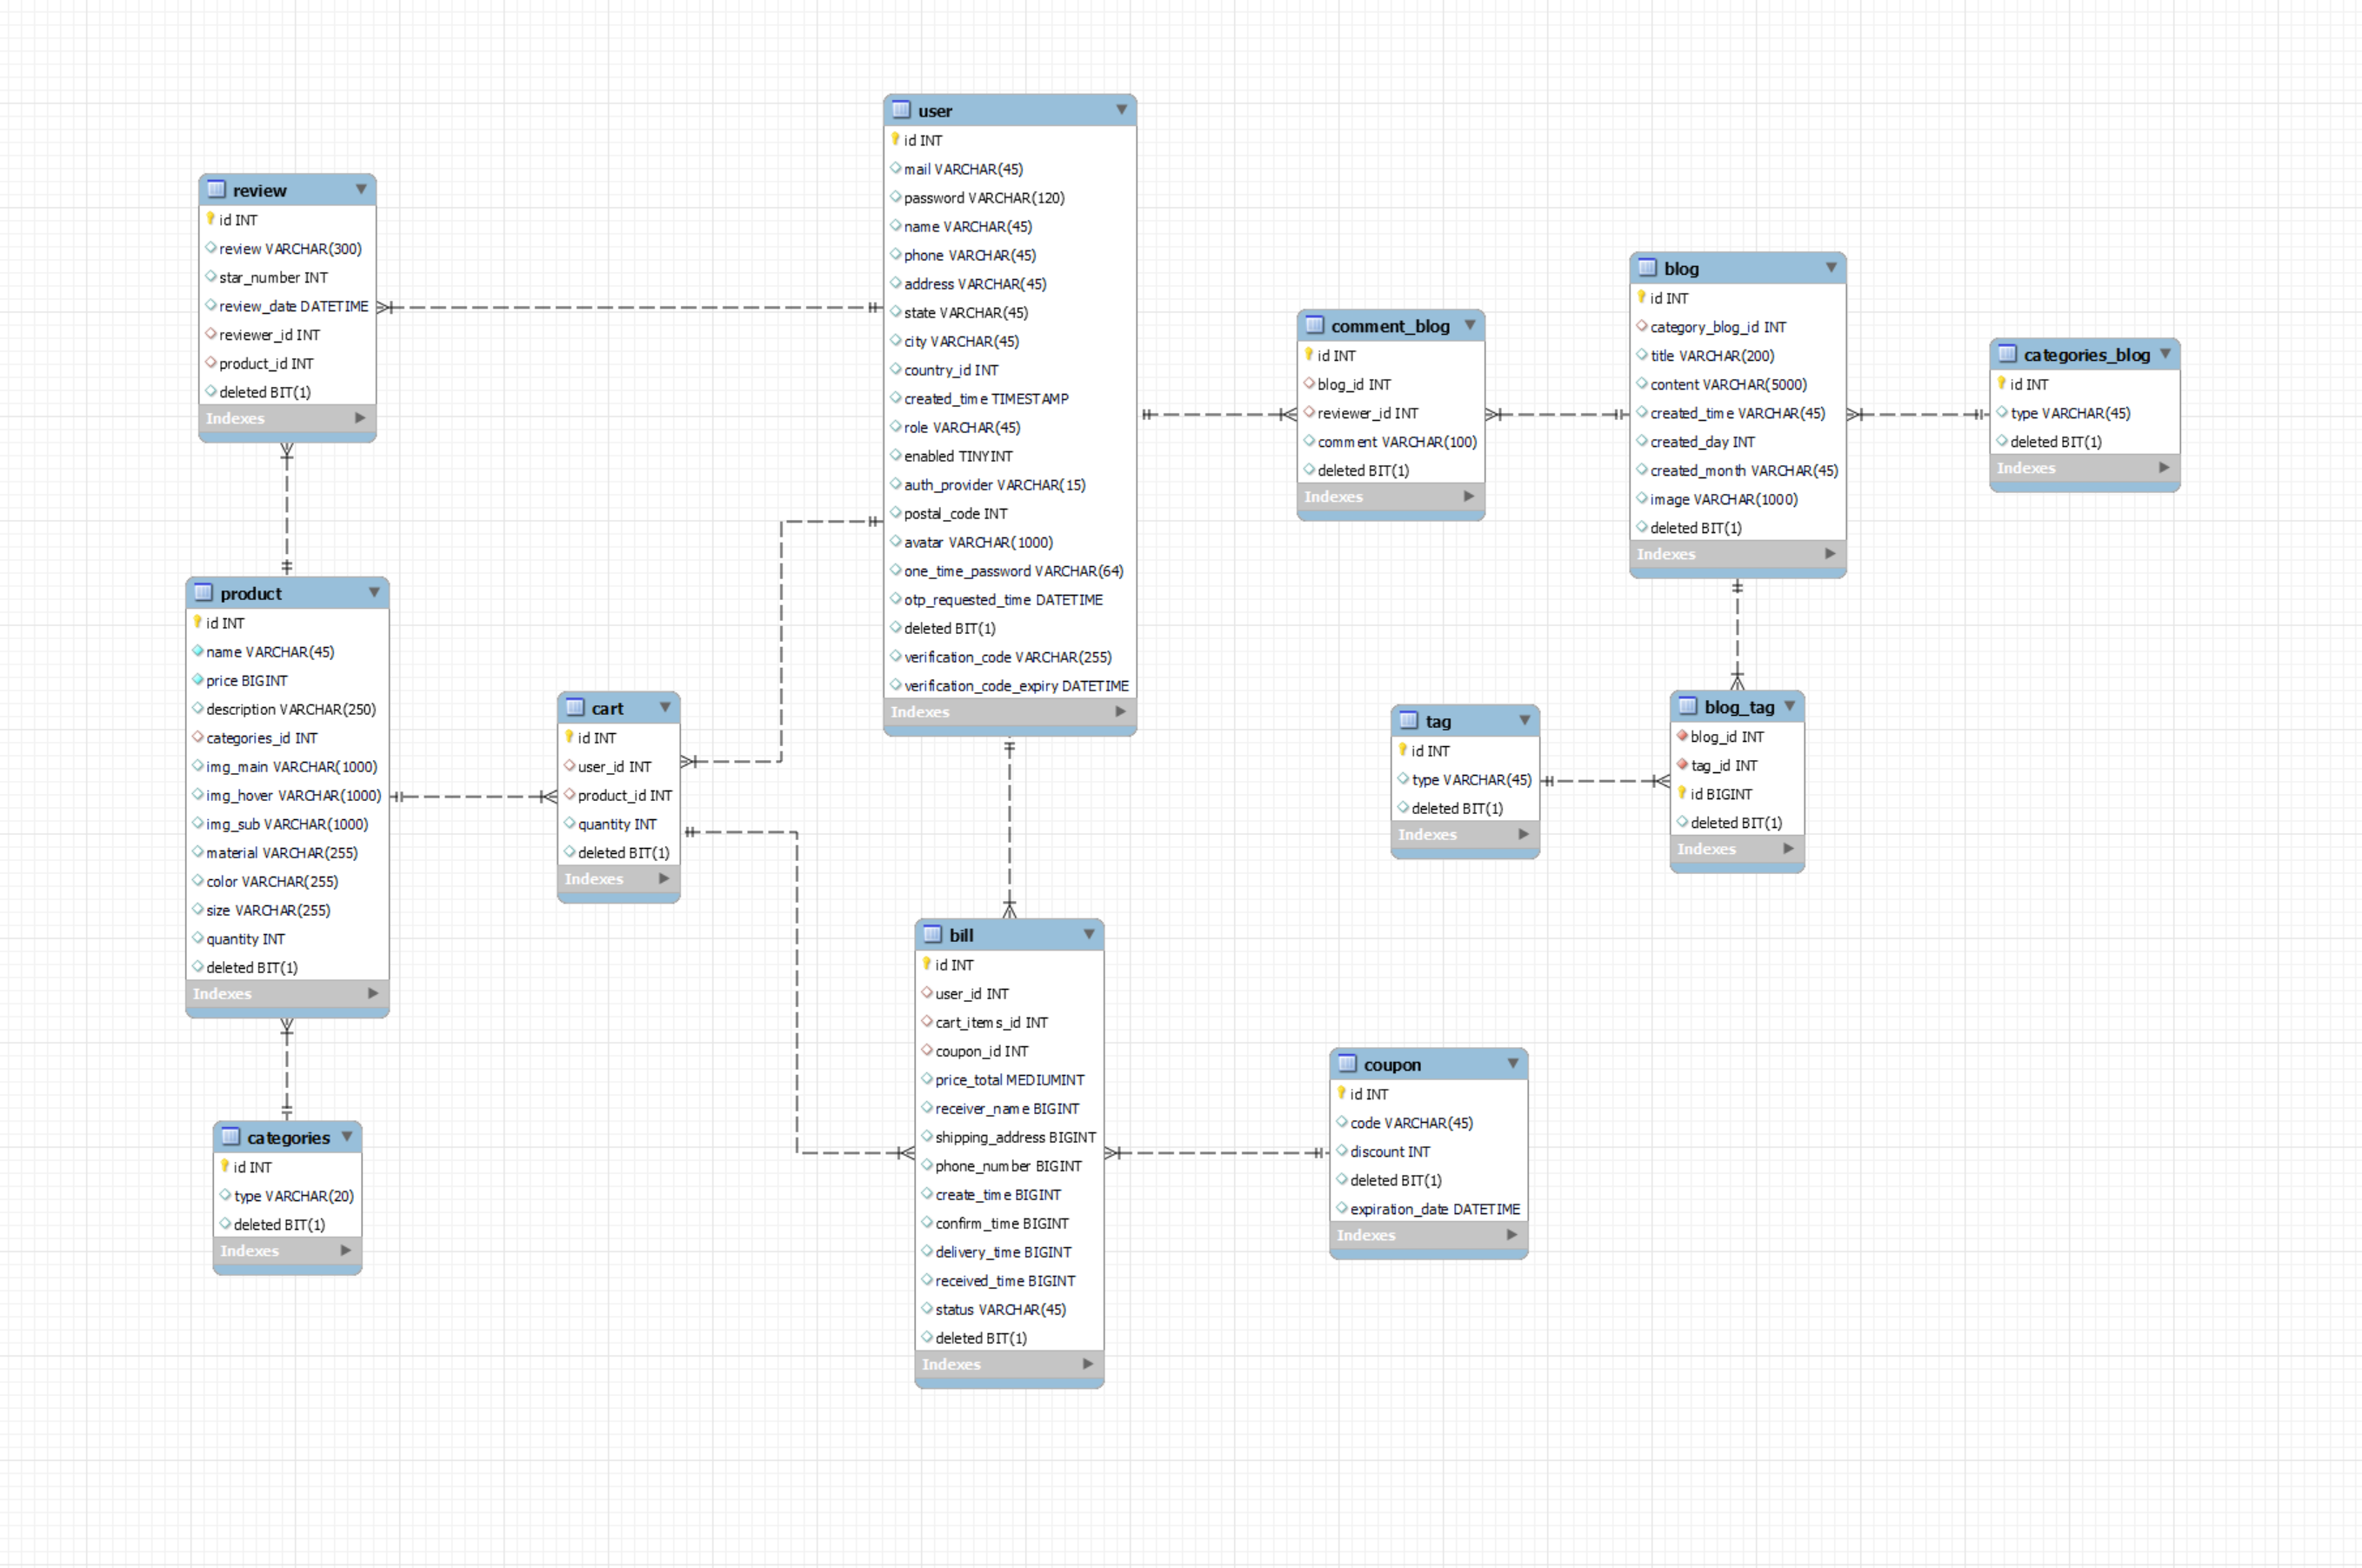 user
id INT
mail VARCHAR(45)
password VARCHAR(120)
name VARCHAR(45)
phone VARCHAR(45)
address VARCHAR(45)
state VARCHAR(45)
city VARCHAR(45)
country_id INT
created_time TIMESTAMP
role VARCHAR(45)
enabled TINYINT
auth_provider VARCHAR(15)
postal_code INT
avatar VARCHAR(1000)
one_time_password VARCHAR(64)
otp_requested_time DATETIME
deleted BIT(1)
verification_code VARCHAR(255)
verification_code_expiry DATETIME
Indexes
review
id INT
review VARCHAR(300)
star_number INT
review_date DATETIME
reviewer_id INT
product_id INT
deleted BIT(1)
Indexes
comment_blog
id INT
blog_id INT
reviewer_id INT
comment VARCHAR(100)
deleted BIT(1)
Indexes
blog
id INT
category_blog_id INT
title VARCHAR(200)
content VARCHAR(5000)
created_time VARCHAR(45)
created_day INT
created_month VARCHAR(45)
image VARCHAR(1000)
deleted BIT(1)
Indexes
categories_blog
id INT
type VARCHAR(45)
deleted BIT(1)
Indexes
product
id INT
name VARCHAR(45)
price BIGINT
description VARCHAR(250)
categories_id INT
img_main VARCHAR(1000)
img_hover VARCHAR(1000)
img_sub VARCHAR(1000)
material VARCHAR(255)
color VARCHAR(255)
size VARCHAR(255)
quantity INT
deleted BIT(1)
Indexes
cart
id INT
user_id INT
product_id INT
quantity INT
deleted BIT(1)
Indexes
tag
id INT
type VARCHAR(45)
deleted BIT(1)
Indexes
blog_tag
blog_id INT
tag_id INT
id BIGINT
deleted BIT(1)
Indexes
bill
id INT
user_id INT
cart_items_id INT
coupon_id INT
price_total MEDIUMINT
receiver_name BIGINT
shipping_address BIGINT
phone_number BIGINT
create_time BIGINT
confirm_time BIGINT
delivery_time BIGINT
received_time BIGINT
status VARCHAR(45)
deleted BIT(1)
Indexes
coupon
id INT
code VARCHAR(45)
discount INT
deleted BIT(1)
expiration_date DATETIME
Indexes
categories
id INT
type VARCHAR(20)
deleted BIT(1)
Indexes